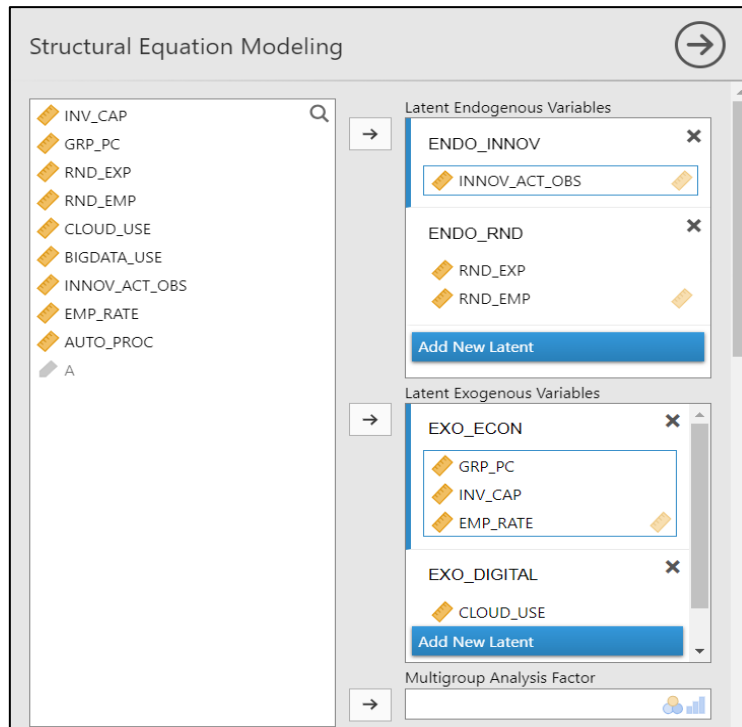 Structural Equation Modeling
INV_CAP
GRP_PC
RND_EXP
RND_EMP
CLOUD_USE
BIGDATA_USE
INNOV_ACT_OBS
EMP_RATE
AUTO_PROC
A
Latent Endogenous Variables
ENDO_INNOV
INNOV_ACT_OBS
ENDO_RND
RND_EXP
RND_EMP
Add New Latent
Latent Exogenous Variables
EXO_ECON
GRP_PC
INV_CAP
EMP_RATE
EXO_DIGITAL
CLOUD_USE
Add New Latent
Multigroup Analysis Factor